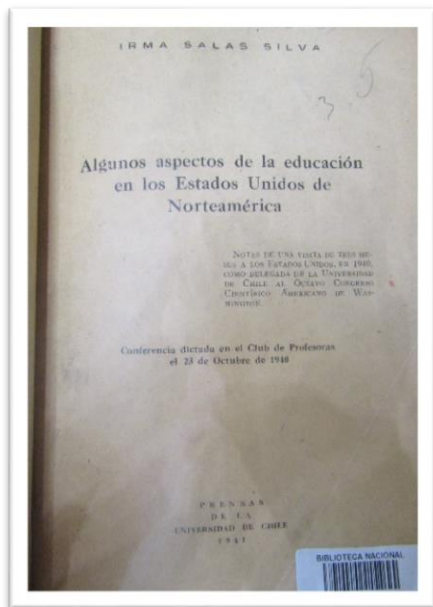 IRMA SALAS SILVA
3 5
Algunos aspectos de la educación
en los Estados Unidos de
Norteamérica
NOTAS DE UNA VISITA DE TRES ME-
SES A LOS ESTADOS UNIDOS, EN 1940,
COMO DELEGADA DE LA UNIVERSIDAD
DE CHILE AL OCTAVO CONGRESO
CIENTÍFICO AMERICANO DE WAS-
HINGTON.
Conferencia dictada en el Club de Profesoras
el 23 de Octubre de 1940
PRENSAS
DE LA
UNIVERSIDAD DE CHILE
1941
BIBLIOTECA NACIONAL